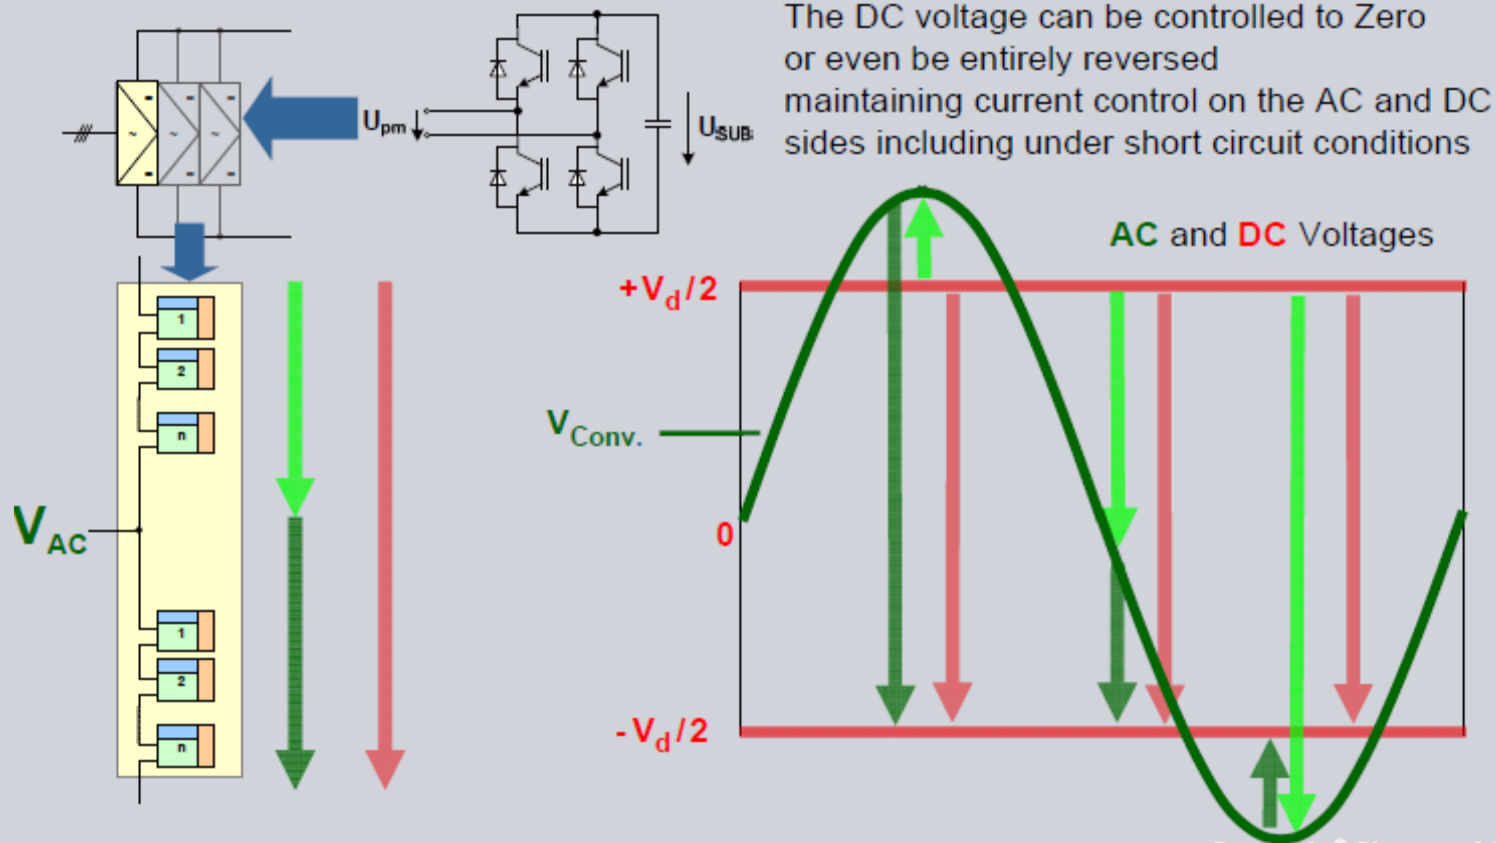 The DC voltage can be controlled to Zero
or even be entirely reversed
maintaining current control on the AC and DC
sides including under short circuit conditions
- - -
~ ~ ~
- - -
Upm
USUB
AC and DC Voltages
+Vd/2
VConv.
0
-Vd/2
VAC
1
2
n
1
2
n